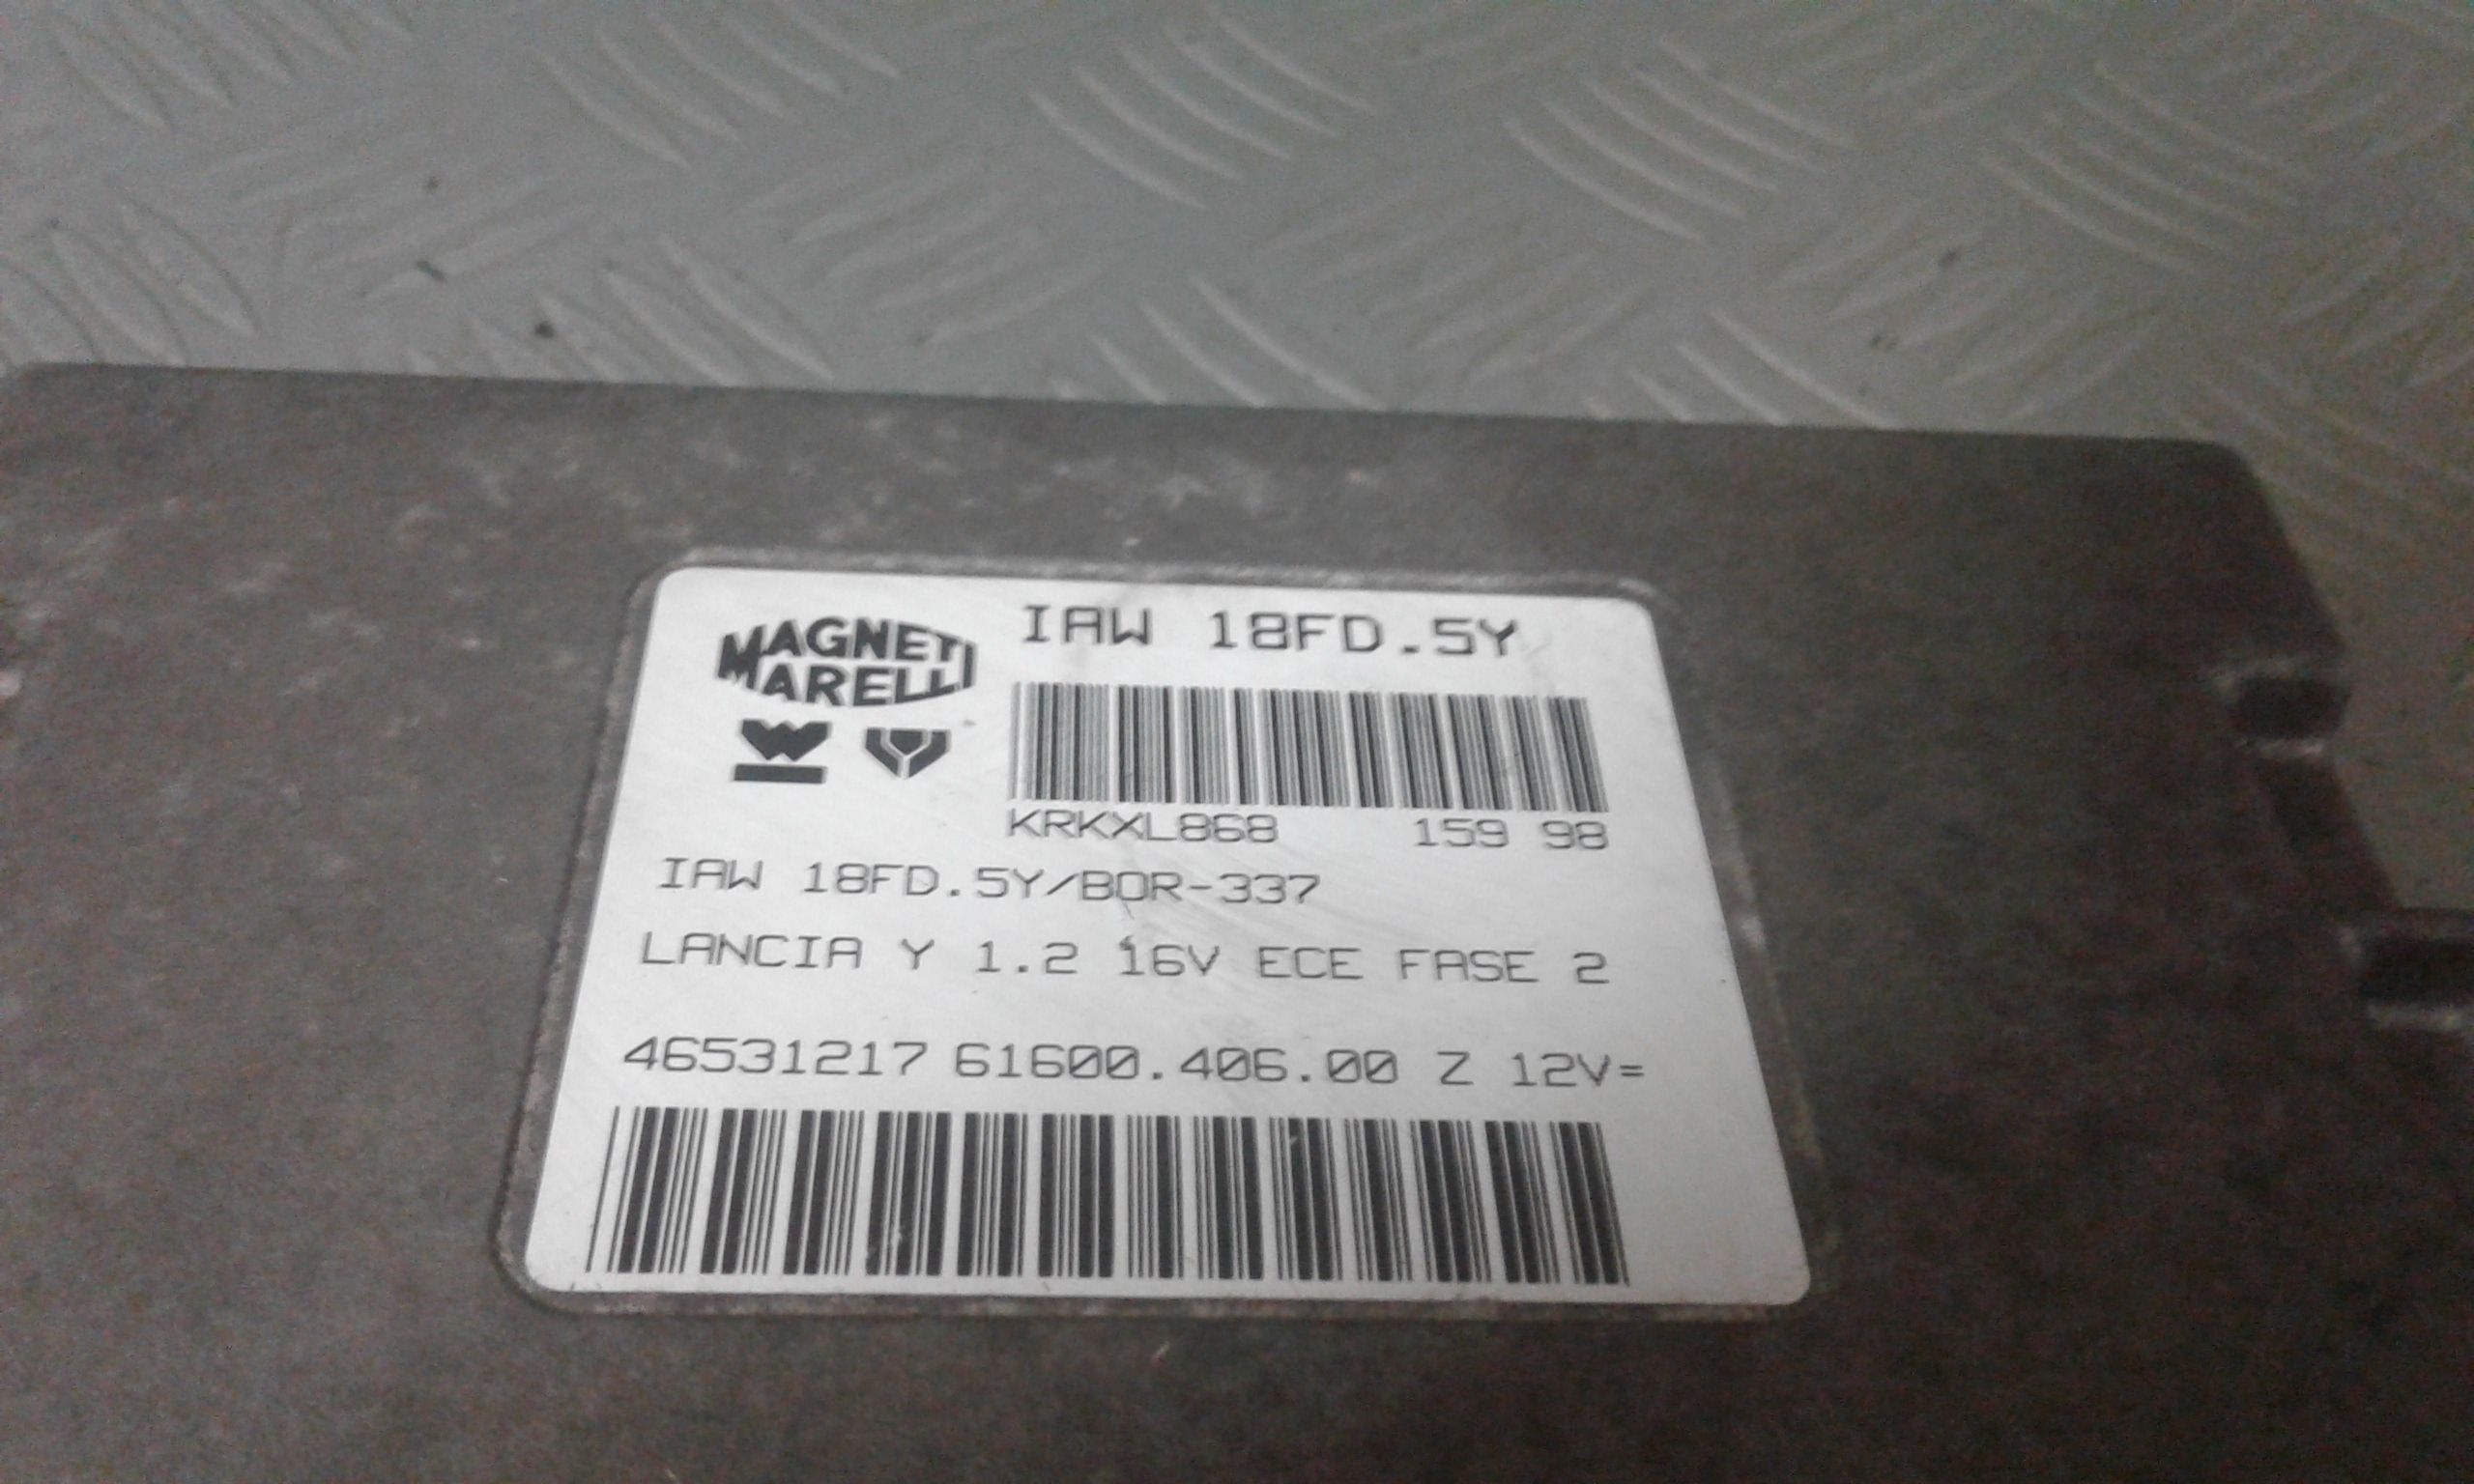 MAGNETI
MARELLI
IAW 18FD.5Y
KRKXL868 159 98
IAW 18FD.5Y/BOR-337
LANCIA Y 1.2 16V ECE FASE 2
46531217 61600.406.00 Z 12V=